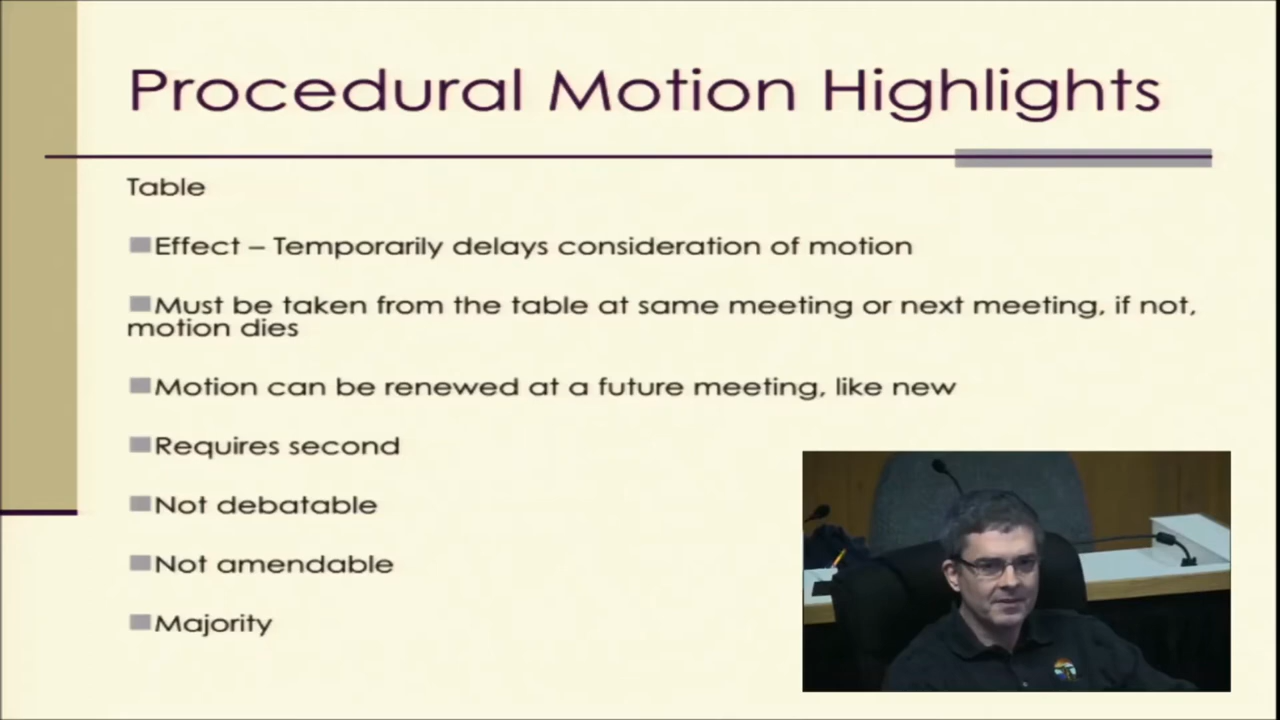 Procedural Motion Highlights
Table
Effect – Temporarily delays consideration of motion
Must be taken from the table at same meeting or next meeting, if not,
motion dies
Motion can be renewed at a future meeting, like new
Requires second
Not debatable
Not amendable
Majority